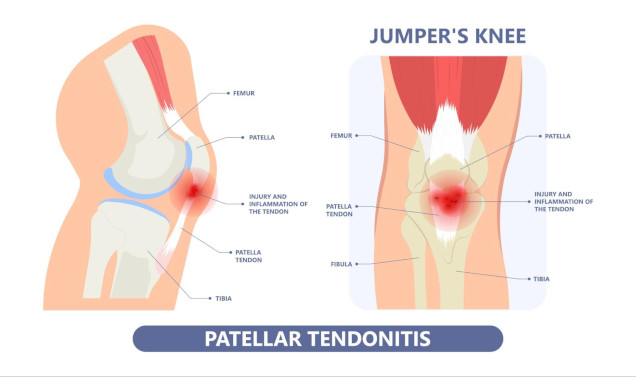 JUMPER'S KNEE
FEMUR
PATELLA
INJURY AND
INFLAMMATION OF
THE TENDON
PATELLA
TENDON
TIBIA
FEMUR
PATELLA
TENDON
FIBULA
PATELLA
INJURY AND
INFLAMMATION OF
THE TENDON
TIBIA
PATELLAR TENDONITIS